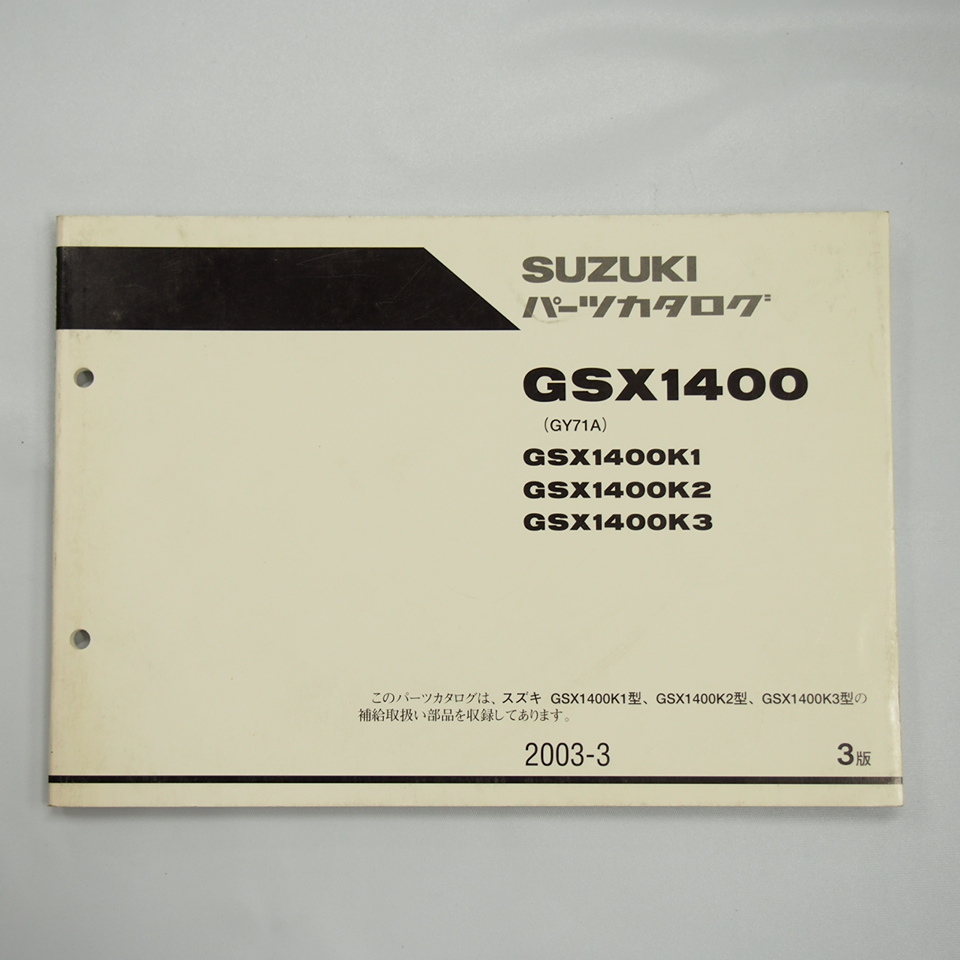 SUZUKI
パーツカタログ
GSX1400
(GY71A)
GSX1400K1
GSX1400K2
GSX1400K3
このパーツカタログは、スズキ GSX1400K1型、GSX1400K2型、GSX1400K3型の
補給取扱い部品を収録してあります。
2003-3 3版